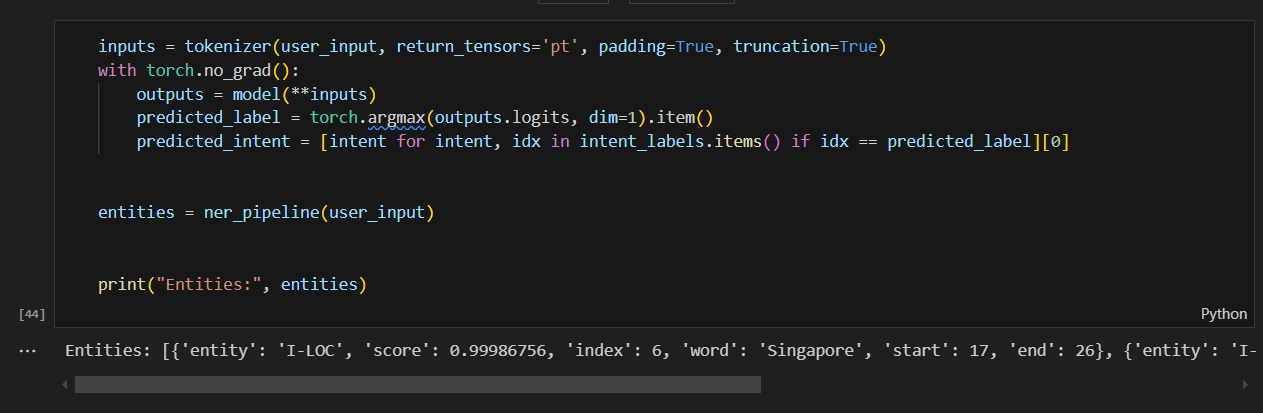 inputs = tokenizer(user_input, return_tensors='pt', padding=True, truncation=True)
with torch.no_grad():
    outputs = model(**inputs)
    predicted_label = torch.argmax(outputs.logits, dim=1).item()
    predicted_intent = [intent for intent, idx in intent_labels.items() if idx == predicted_label][0]
entities = ner_pipeline(user_input)
print("Entities:", entities)
[44]
Python
... Entities: [{'entity': 'I-LOC', 'score': 0.99986756, 'index': 6, 'word': 'Singapore', 'start': 17, 'end': 26}, {'entity': 'I-